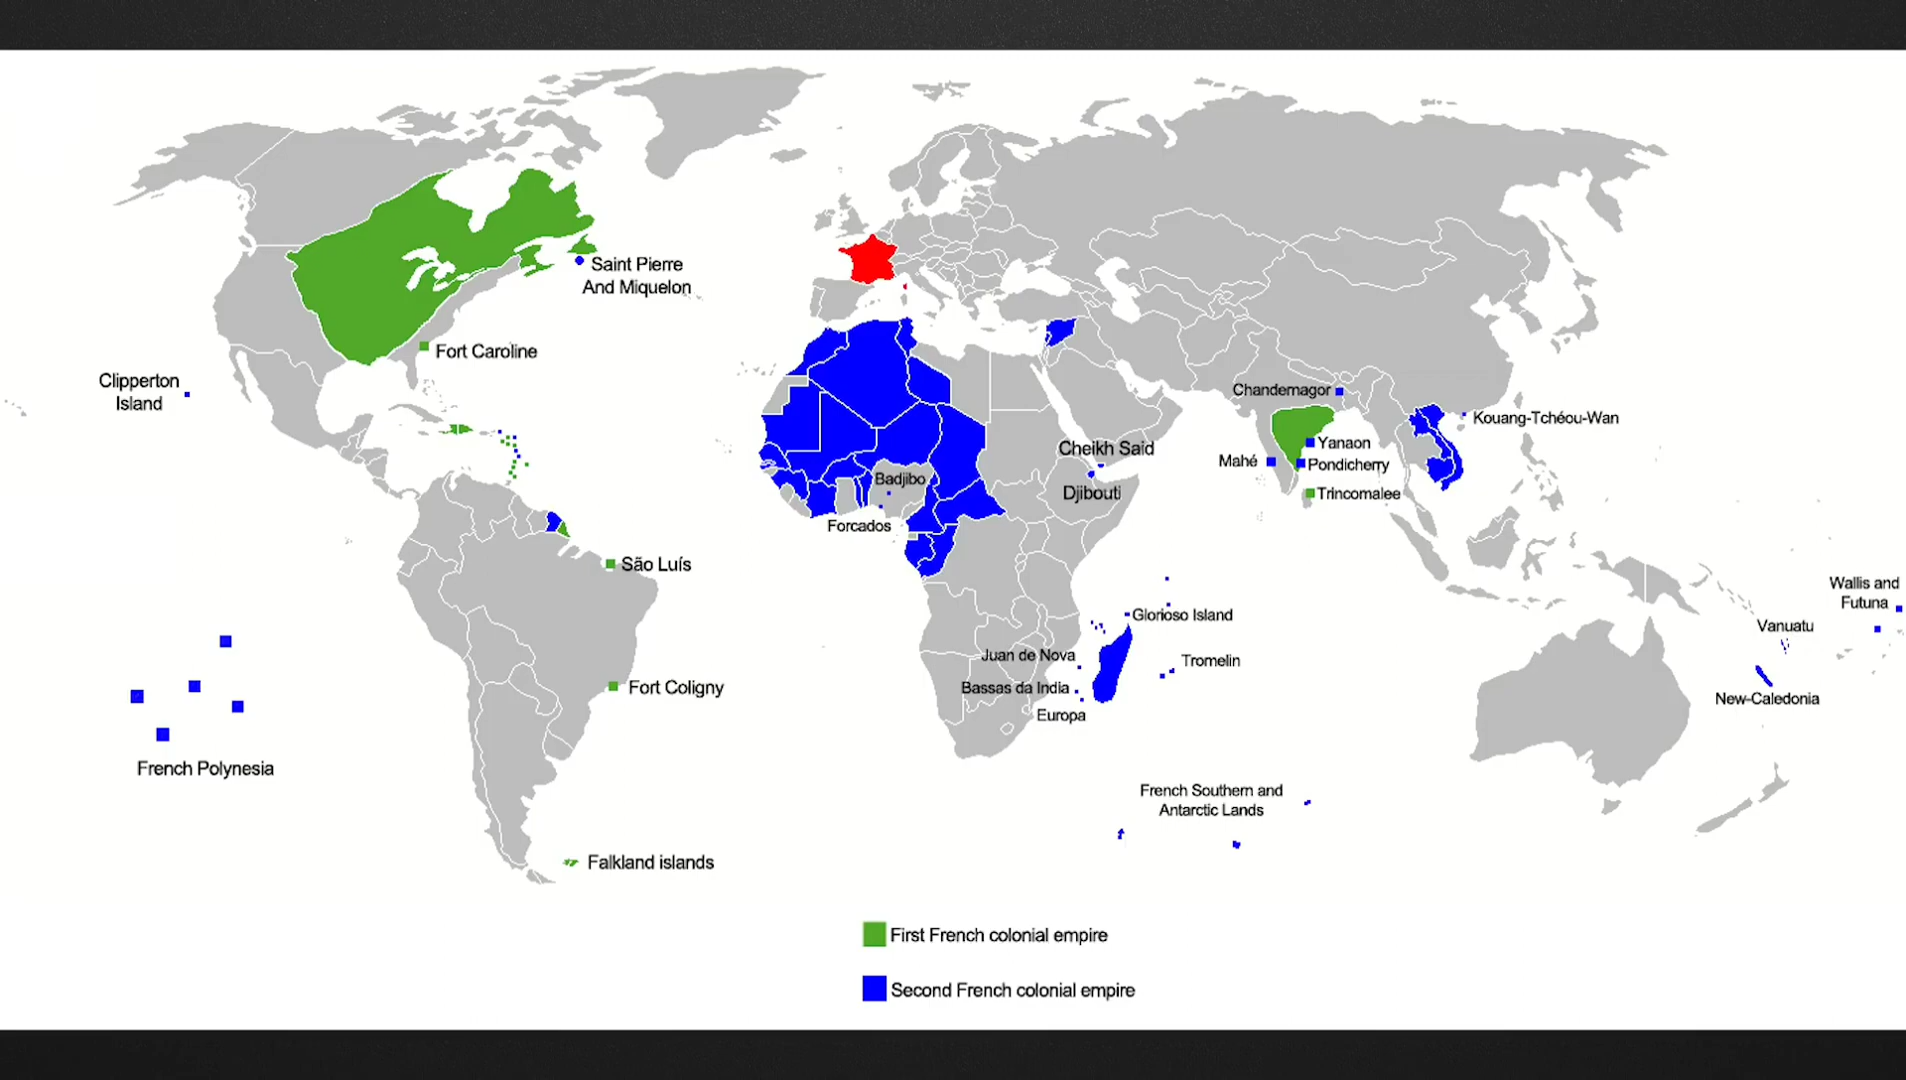 Saint Pierre
And Miquelon
Fort Caroline
Clipperton
Island
Chandernagor
Kouang-Tchéou-Wan
Yanaon
Cheikh Said
Mahé
Pondicherry
Badjibo
Djibouti
Trincomalee
Forcados
São Luís
Wallis and
Futuna
Glorioso Island
Vanuatu
Juan de Nova
Tromelin
Bassas da India
Fort Coligny
New-Caledonia
Europa
French Polynesia
French Southern and
Antarctic Lands
Falkland islands
First French colonial empire
Second French colonial empire